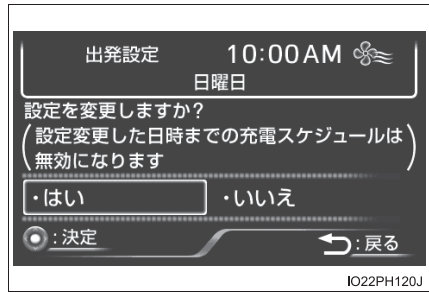 出発設定 10:00AM
日曜日
設定を変更しますか?
(設定変更した日時までの充電スケジュールは
無効になります)
・はい ・いいえ
:決定 :戻る
IO22PH120J